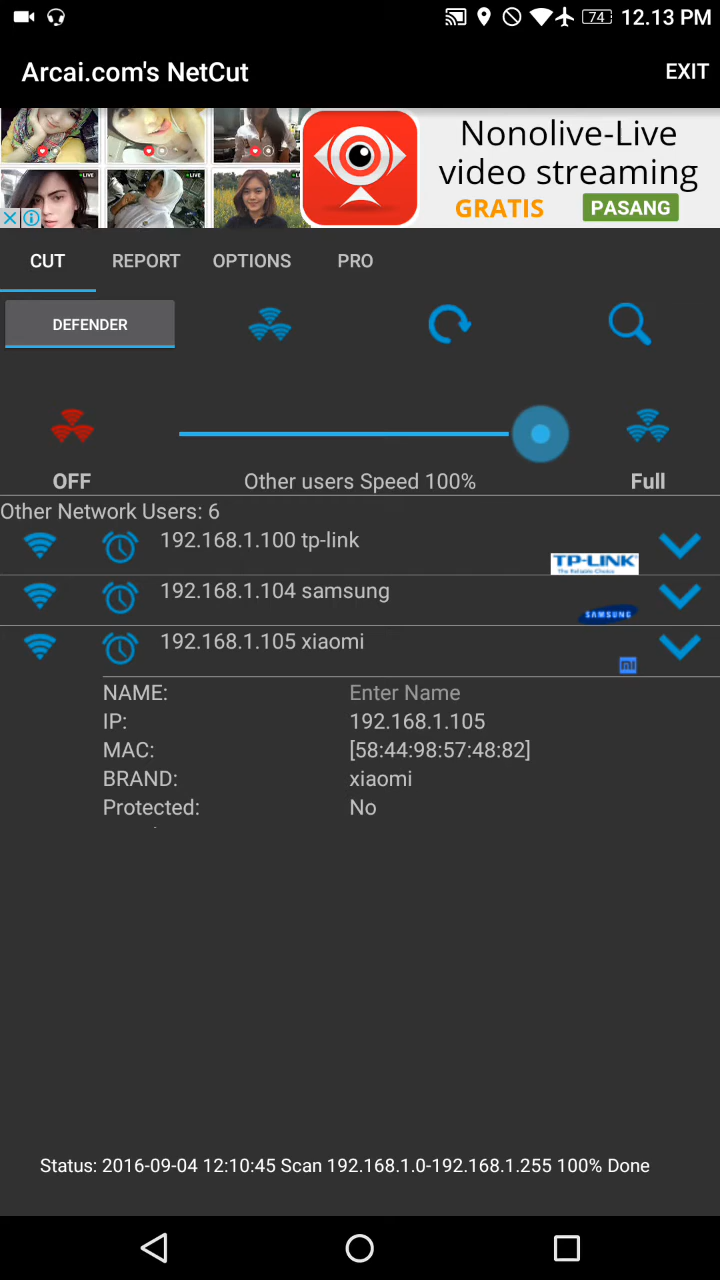 74 12.13 PM
Arcai.com's NetCut EXIT
Nonolive-Live
video streaming
GRATIS PASANG
CUT REPORT OPTIONS PRO
DEFENDER
OFF Other users Speed 100% Full
Other Network Users: 6
192.168.1.100 tp-link
TP-LINK
The Reliable Choice
192.168.1.104 samsung
SAMSUNG
192.168.1.105 xiaomi
mi
NAME: Enter Name
IP: 192.168.1.105
MAC: [58:44:98:57:48:82]
BRAND: xiaomi
Protected: No
Status: 2016-09-04 12:10:45 Scan 192.168.1.0-192.168.1.255 100% Done